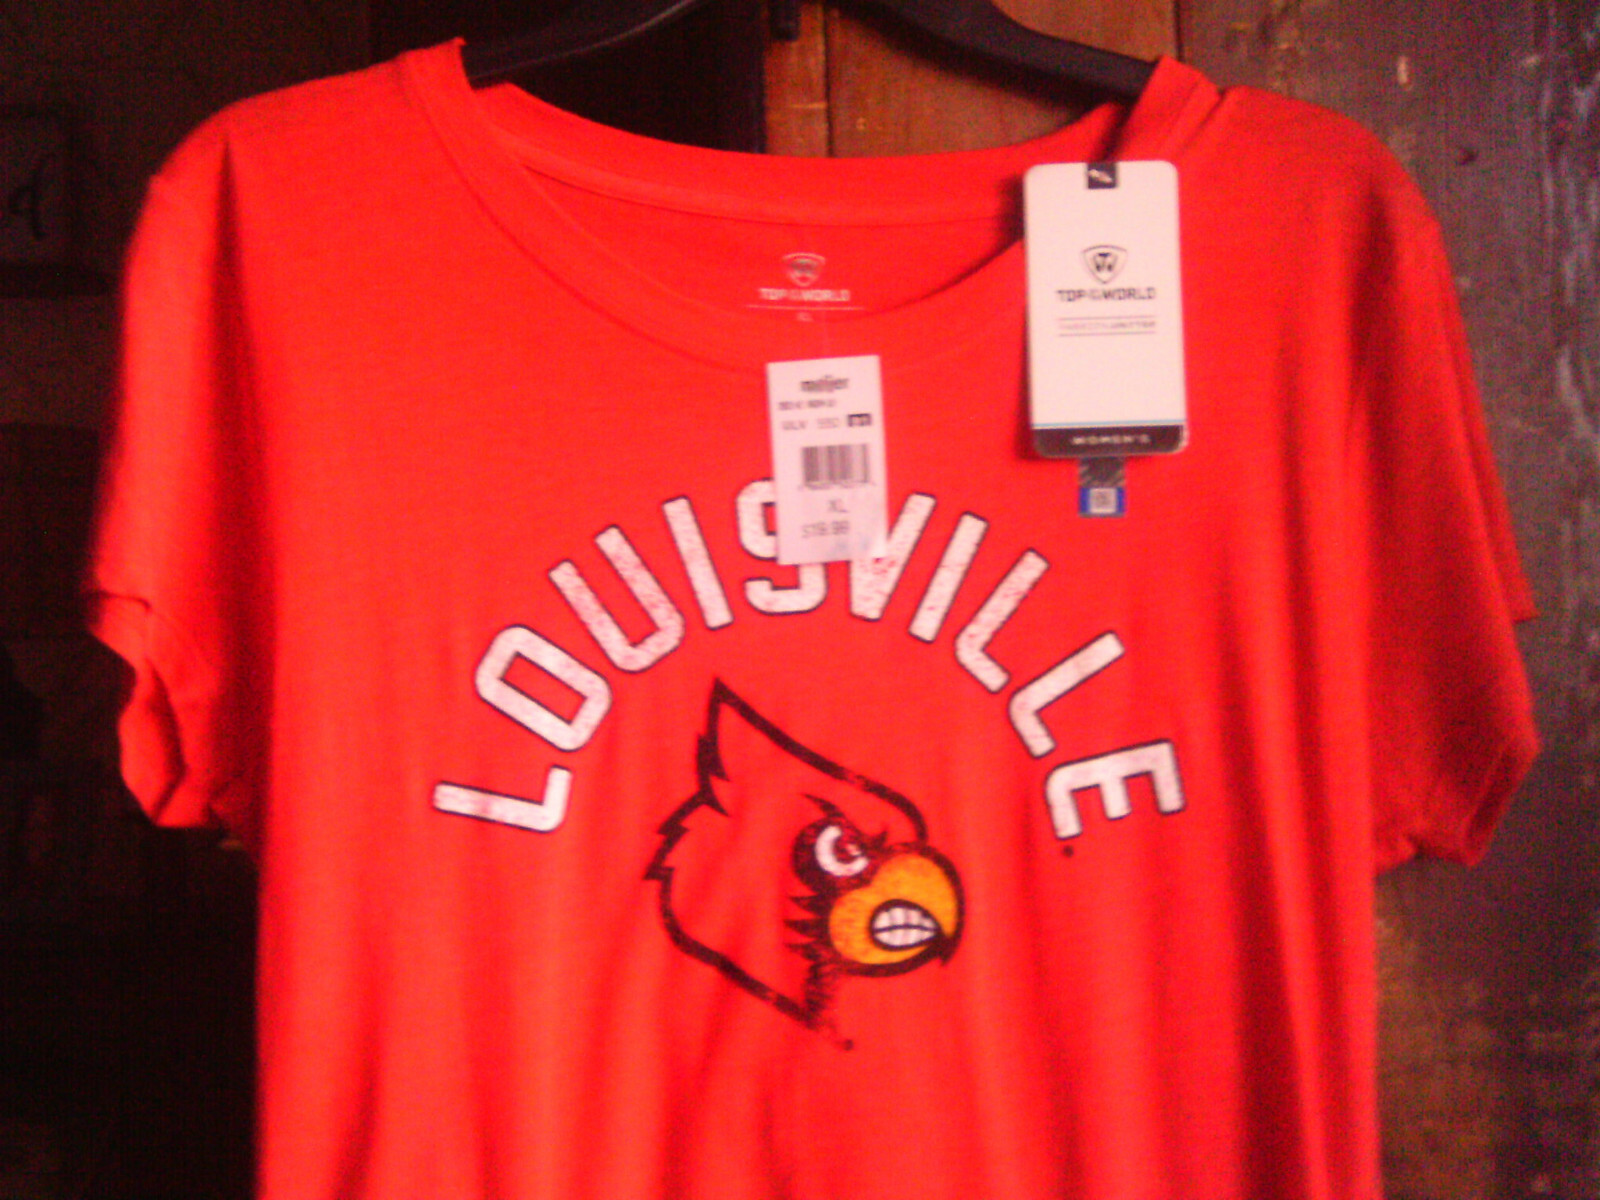 TOP OF THE WORLD
XL
TOP OF THE WORLD
WOMEN'S
meijer
XL
$19.99
LOUISVILLE